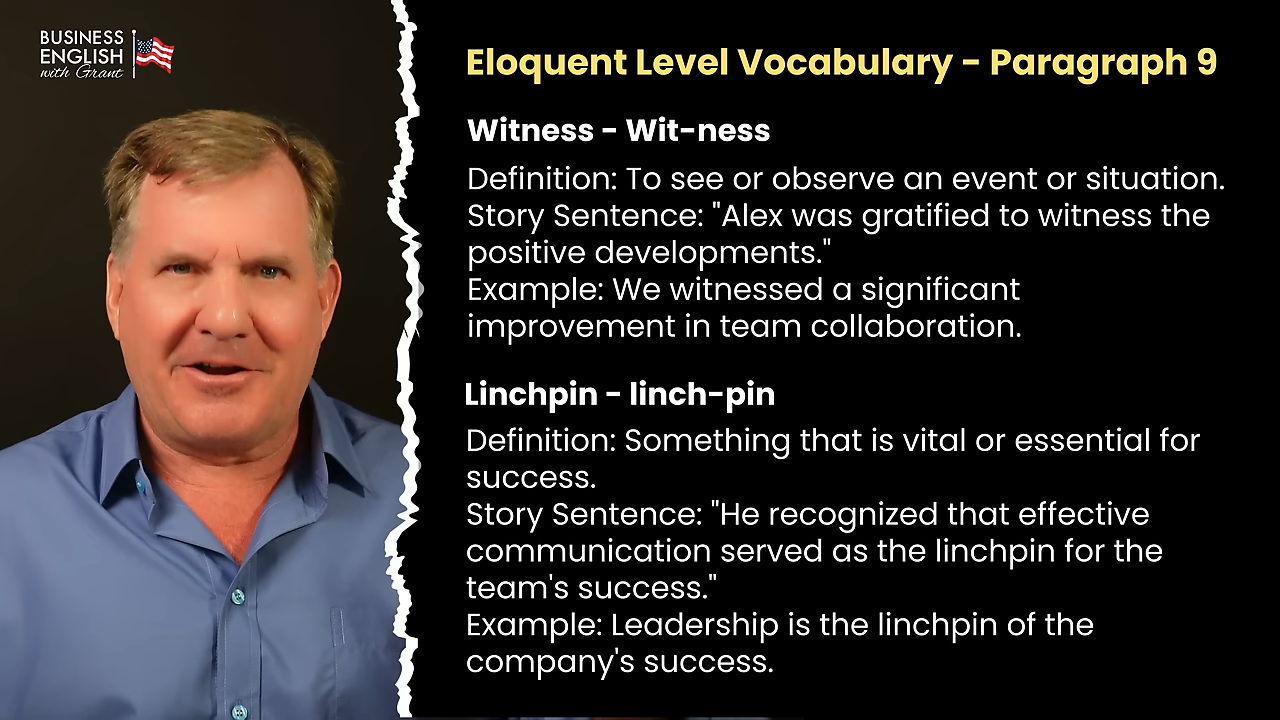 BUSINESS
ENGLISH
with Grant
Eloquent Level Vocabulary - Paragraph 9
Witness - Wit-ness
Definition: To see or observe an event or situation.
Story Sentence: "Alex was gratified to witness the
positive developments."
Example: We witnessed a significant
improvement in team collaboration.
Linchpin - linch-pin
Definition: Something that is vital or essential for
success.
Story Sentence: "He recognized that effective
communication served as the linchpin for the
team's success."
Example: Leadership is the linchpin of the
company's success.